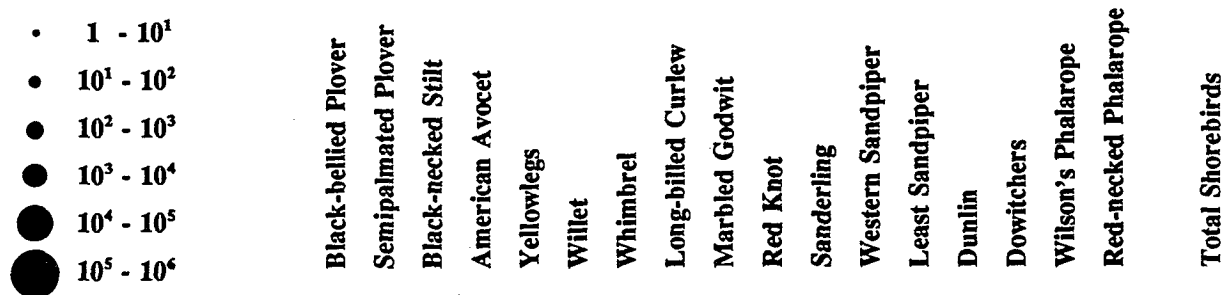 1 - 10¹
10¹ - 10²
10² - 10³
10³ - 10⁴
10⁴ - 10⁵
10⁵ - 10⁶
Black-bellied Plover
Semipalmated Plover
Black-necked Stilt
American Avocet
Yellowlegs
Willet
Whimbrel
Long-billed Curlew
Marbled Godwit
Red Knot
Sanderling
Western Sandpiper
Least Sandpiper
Dunlin
Dowitchers
Wilson's Phalarope
Red-necked Phalarope
Total Shorebirds